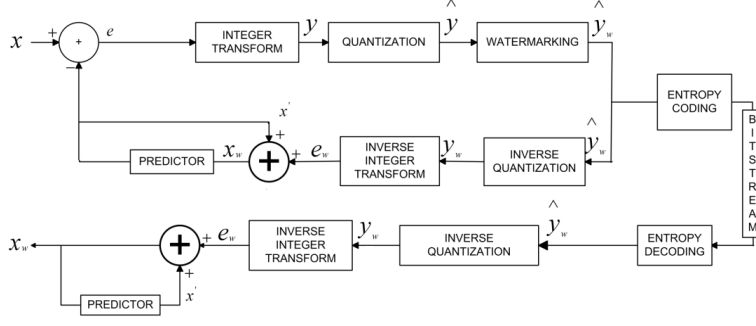 x + + e INTEGER TRANSFORM y QUANTIZATION ŷ WATERMARKING ŷw
−
ENTROPY CODING
BITSTREAM
x'
+
PREDICTOR xw + + ew INVERSE INTEGER TRANSFORM yw INVERSE QUANTIZATION ŷw
xw + + ew INVERSE INTEGER TRANSFORM yw INVERSE QUANTIZATION ŷw ENTROPY DECODING
+
PREDICTOR x'